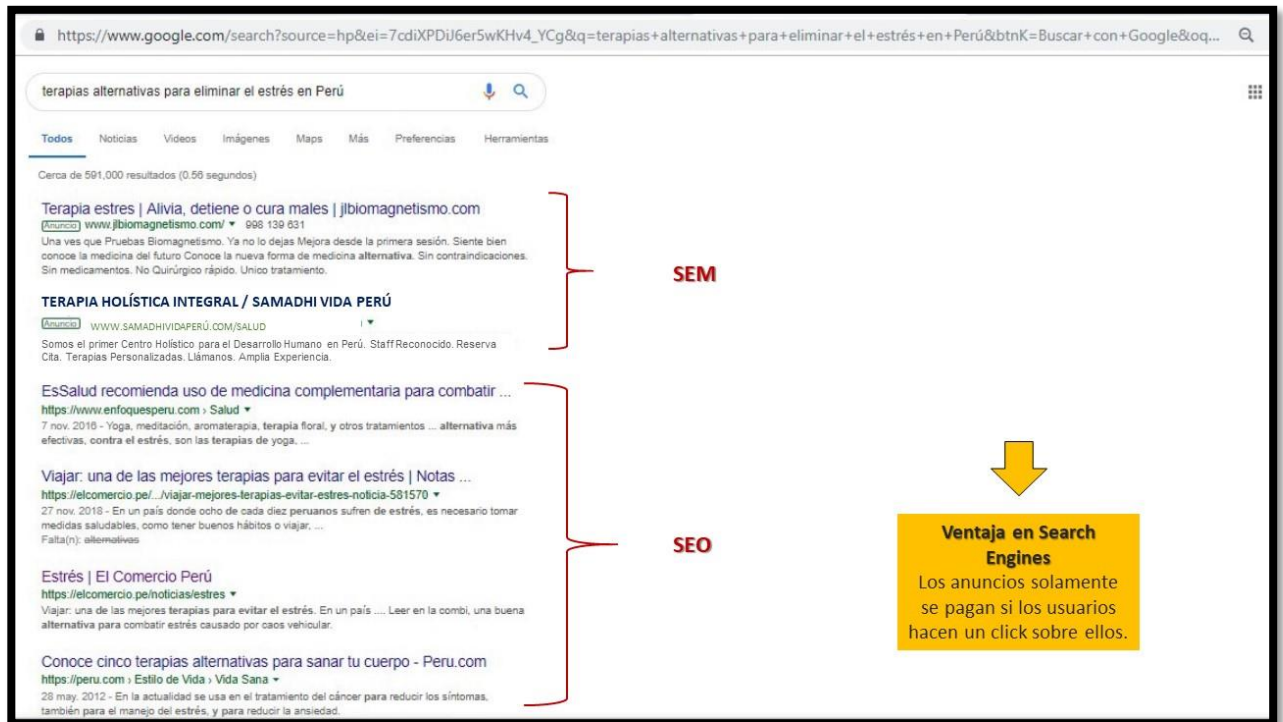 https://www.google.com/search?source=hp&ei=7cdiXPDiJ6er5wKHv4_YCg&q=terapias+alternativas+para+eliminar+el+estrés+en+Perú&btnK=Buscar+con+Google&oq...
terapias alternativas para eliminar el estrés en Perú
Todos Noticias Videos Imágenes Maps Más Preferencias Herramientas
Cerca de 591,000 resultados (0.56 segundos)
Terapia estres | Alivia, detiene o cura males | jlbiomagnetismo.com
Anuncio www.jlbiomagnetismo.com/ 998 139 631
Una ves que Pruebas Biomagnetismo. Ya no lo dejas Mejora desde la primera sesión. Siente bien
conoce la medicina del futuro Conoce la nueva forma de medicina alternativa. Sin contraindicaciones.
Sin medicamentos. No Quirúrgico rápido. Unico tratamiento.
SEM
TERAPIA HOLÍSTICA INTEGRAL / SAMADHI VIDA PERÚ
Anuncio WWW.SAMADHIVIDAPERÚ.COM/SALUD
Somos el primer Centro Holístico para el Desarrollo Humano en Perú. Staff Reconocido. Reserva
Cita. Terapias Personalizadas. Llámanos. Amplia Experiencia.
EsSalud recomienda uso de medicina complementaria para combatir ...
https://www.enfoquesperu.com › Salud
7 nov. 2016 - Yoga, meditación, aromaterapia, terapia floral, y otros tratamientos ... alternativa más
efectivas, contra el estrés, son las terapias de yoga, ...
Viajar: una de las mejores terapias para evitar el estrés | Notas ...
https://elcomercio.pe/.../viajar-mejores-terapias-evitar-estres-noticia-581570
27 nov. 2018 - En un país donde ocho de cada diez peruanos sufren de estrés, es necesario tomar
medidas saludables, como tener buenos hábitos o viajar, ...
Falta(n): alternativas
SEO
Estrés | El Comercio Perú
https://elcomercio.pe/noticias/estres
Viajar: una de las mejores terapias para evitar el estrés. En un país .... Leer en la combi, una buena
alternativa para combatir estrés causado por caos vehicular.
Conoce cinco terapias alternativas para sanar tu cuerpo - Peru.com
https://peru.com › Estilo de Vida › Vida Sana
28 may. 2012 - En la actualidad se usa en el tratamiento del cáncer para reducir los síntomas,
también para el manejo del estrés, y para reducir la ansiedad.
Ventaja en Search
Engines
Los anuncios solamente
se pagan si los usuarios
hacen un click sobre ellos.